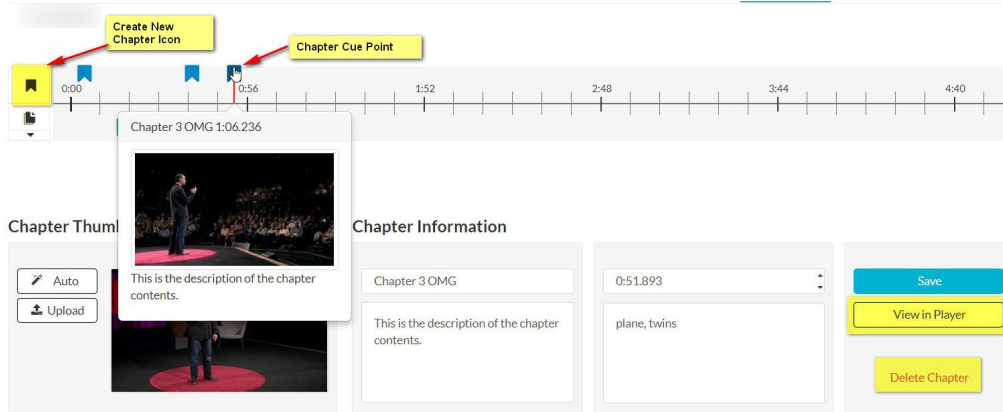 Create New
Chapter Icon
Chapter Cue Point
0:00
0:56
1:52
2:48
3:44
4:40
Chapter 3 OMG 1:06.236
This is the description of the chapter
contents.
Chapter Thuml
Chapter Information
Auto
Upload
Chapter 3 OMG
This is the description of the chapter
contents.
0:51.893
plane, twins
Save
View in Player
Delete Chapter